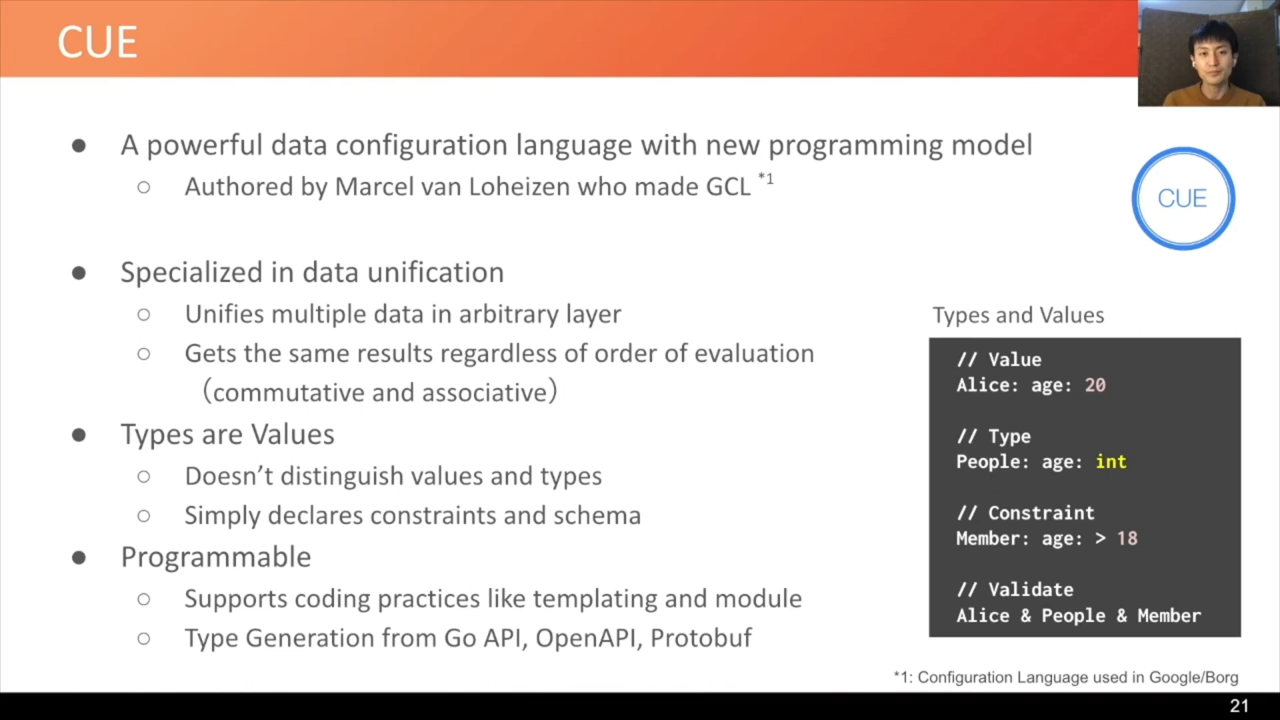 CUE
A powerful data configuration language with new programming model
Authored by Marcel van Loheizen who made GCL *1
CUE
Specialized in data unification
Unifies multiple data in arbitrary layer
Gets the same results regardless of order of evaluation
(commutative and associative)
Types are Values
Doesn't distinguish values and types
Simply declares constraints and schema
Programmable
Supports coding practices like templating and module
Type Generation from Go API, OpenAPI, Protobuf
Types and Values
// Value
Alice: age: 20
// Type
People: age: int
// Constraint
Member: age: > 18
// Validate
Alice & People & Member
*1: Configuration Language used in Google/Borg
21